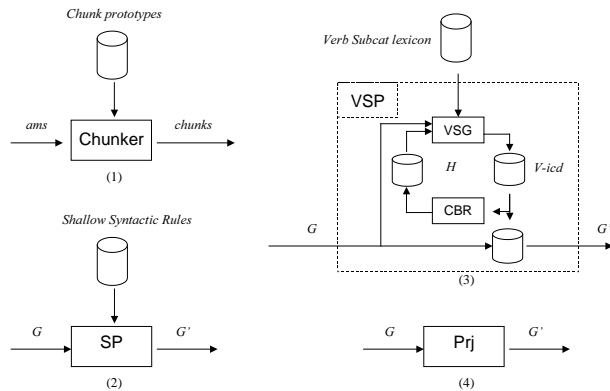 Chunk prototypes
ams
Chunker
chunks
(1)
Shallow Syntactic Rules
G
SP
G'
(2)
Verb Subcat lexicon
VSP
VSG
H
V-icd
CBR
G
G'
(3)
G
Prj
G'
(4)